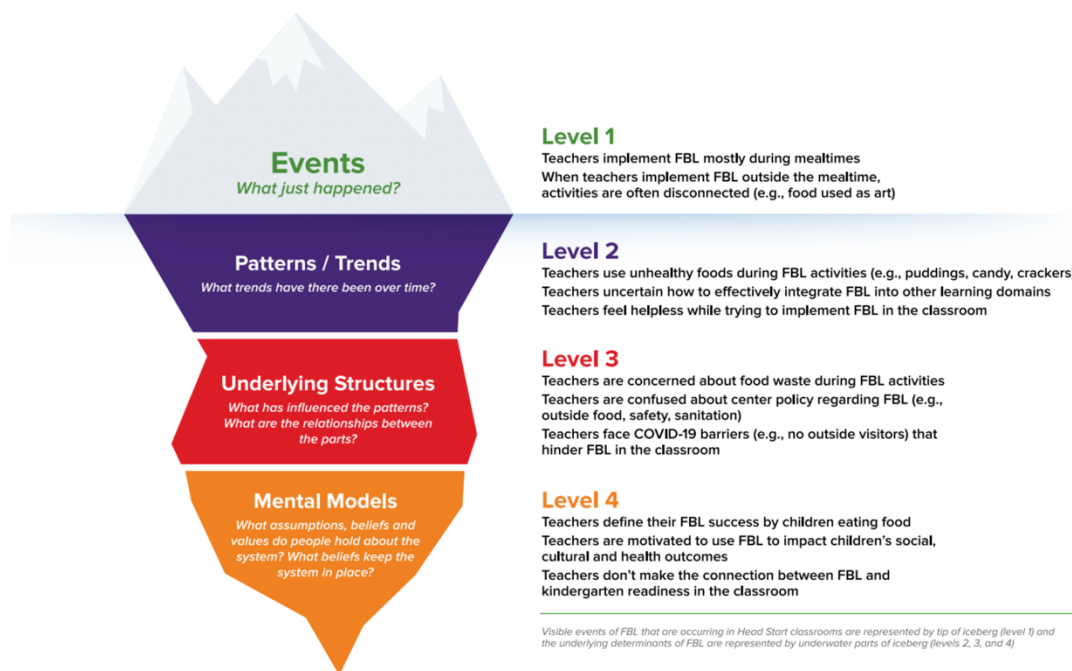 Events
What just happened?
Level 1
Teachers implement FBL mostly during mealtimes
When teachers implement FBL outside the mealtime,
activities are often disconnected (e.g., food used as art)
Patterns / Trends
What trends have there been over time?
Level 2
Teachers use unhealthy foods during FBL activities (e.g., puddings, candy, crackers)
Teachers uncertain how to effectively integrate FBL into other learning domains
Teachers feel helpless while trying to implement FBL in the classroom
Underlying Structures
What has influenced the patterns?
What are the relationships between
the parts?
Level 3
Teachers are concerned about food waste during FBL activities
Teachers are confused about center policy regarding FBL (e.g.,
outside food, safety, sanitation)
Teachers face COVID-19 barriers (e.g., no outside visitors) that
hinder FBL in the classroom
Mental Models
What assumptions, beliefs and
values do people hold about the
system? What beliefs keep the
system in place?
Level 4
Teachers define their FBL success by children eating food
Teachers are motivated to use FBL to impact children's social,
cultural and health outcomes
Teachers don't make the connection between FBL and
kindergarten readiness in the classroom
Visible events of FBL that are occurring in Head Start classrooms are represented by tip of iceberg (level 1) and
the underlying determinants of FBL are represented by underwater parts of iceberg (levels 2, 3, and 4)